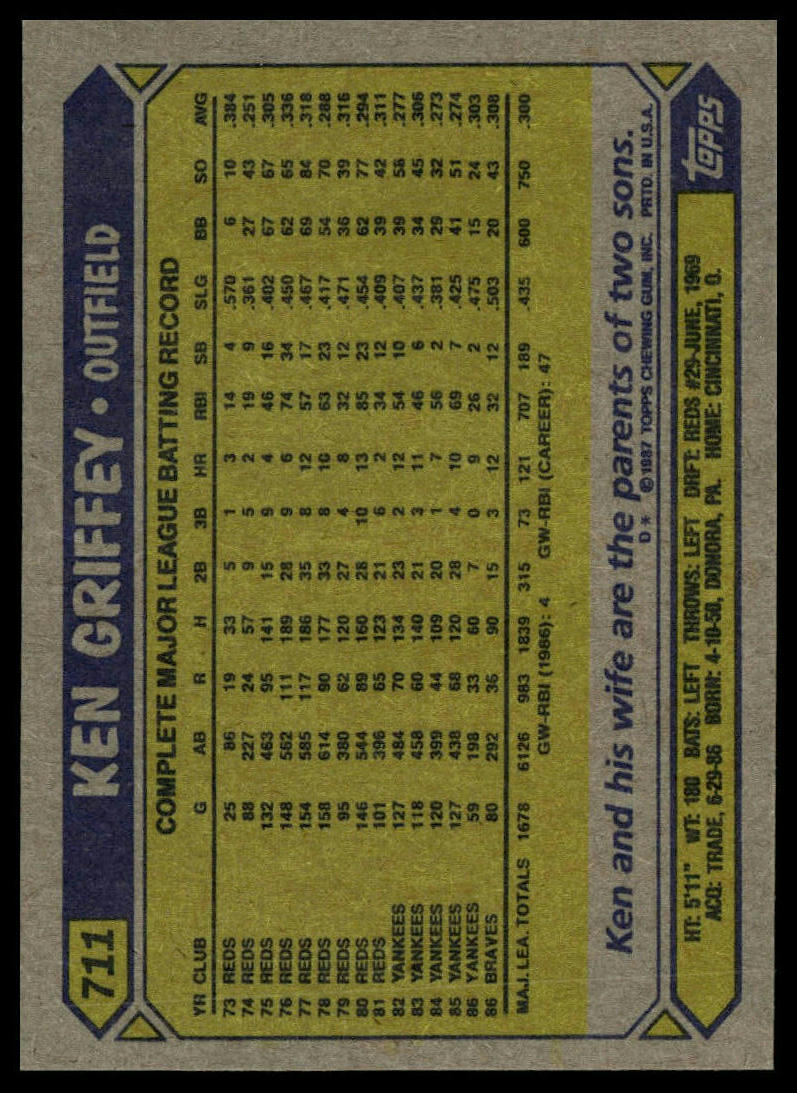 711 KEN GRIFFEY • OUTFIELD
COMPLETE MAJOR LEAGUE BATTING RECORD
YR CLUB G AB R H 2B 3B HR RBI SB SLG BB SO AVG
73 REDS 25 86 19 33 5 1 3 14 4 .570 6 10 .384
74 REDS 88 227 24 57 9 5 2 19 9 .361 27 43 .251
75 REDS 132 463 95 141 15 9 4 46 16 .402 67 67 .305
76 REDS 148 562 111 189 28 9 6 74 34 .450 62 65 .336
77 REDS 154 585 117 186 35 8 12 57 17 .467 69 84 .318
78 REDS 158 614 90 177 33 8 10 63 23 .417 54 70 .288
79 REDS 95 380 62 120 27 4 8 32 12 .471 36 39 .316
80 REDS 146 544 89 160 28 10 13 85 23 .454 62 77 .294
81 REDS 101 396 65 123 21 6 2 34 12 .409 39 42 .311
82 YANKEES 127 484 70 134 23 2 12 54 10 .407 39 58 .277
83 YANKEES 118 458 60 140 21 3 11 46 6 .437 34 45 .306
84 YANKEES 120 399 44 109 20 1 7 56 2 .381 29 32 .273
85 YANKEES 127 438 68 120 28 4 10 69 7 .425 41 51 .274
86 YANKEES 59 198 33 60 7 0 9 26 2 .475 15 24 .303
86 BRAVES 80 292 36 90 15 3 12 32 12 .503 20 43 .308
MAJ. LEA. TOTALS 1678 6126 983 1839 315 73 121 707 189 .435 600 750 .300
GW-RBI (1986): 4 GW-RBI (CAREER): 47
Ken and his wife are the parents of two sons.
D* ©1987 TOPPS CHEWING GUM, INC. PRTD. IN U.S.A.
HT: 5'11" WT: 180 BATS: LEFT THROWS: LEFT DRFT: REDS #29-JUNE, 1969
ACQ: TRADE, 6-29-86 BORN: 4-10-50, DONORA, PA. HOME: CINCINNATI, O.
TOPPS